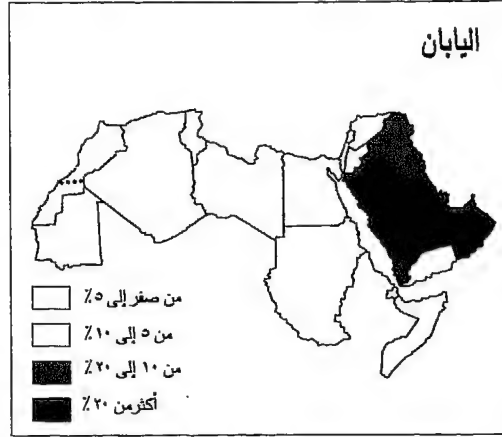 اليابان
من صفر إلى ٥٪
من ٥ إلى ١٠٪
من ١٠ إلى ٢٠٪
أكثر من ٢٠٪